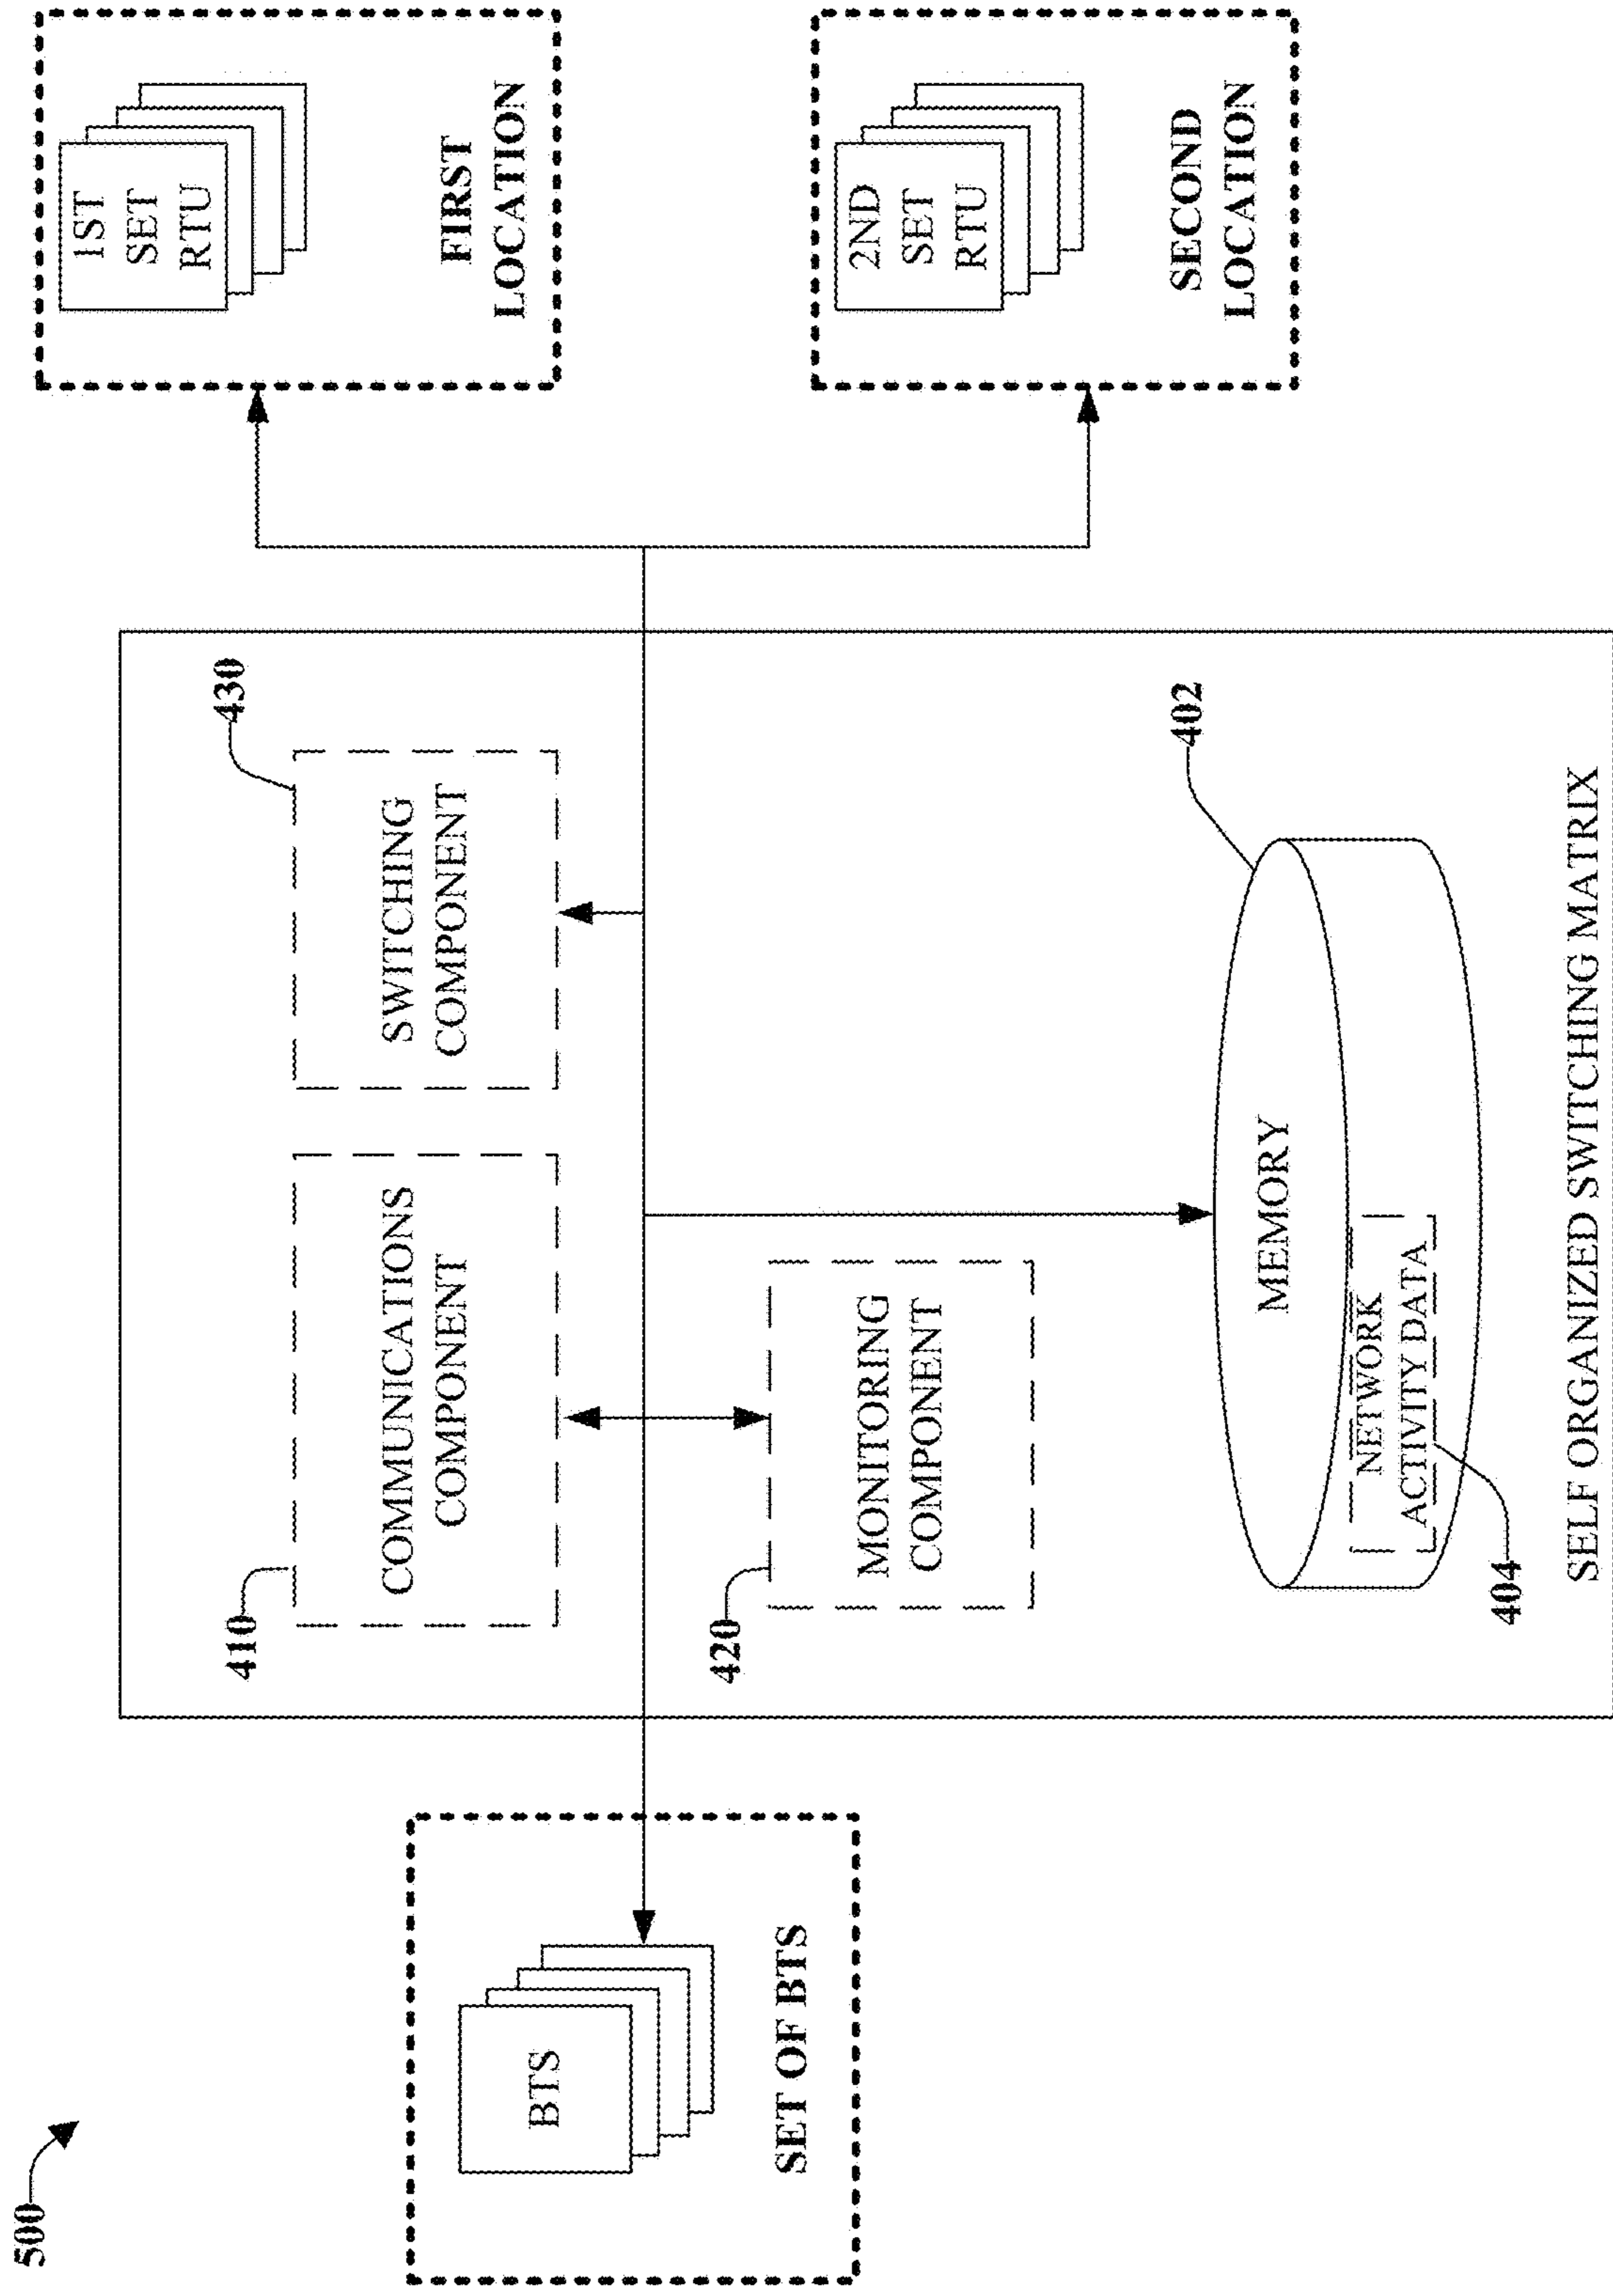 500
BTS
SET OF BTS
410
COMMUNICATIONS
COMPONENT
430
SWITCHING
COMPONENT
420
MONITORING
COMPONENT
402
MEMORY
NETWORK
ACTIVITY DATA
404
SELF ORGANIZED SWITCHING MATRIX
1ST
SET
RTU
FIRST
LOCATION
2ND
SET
RTU
SECOND
LOCATION